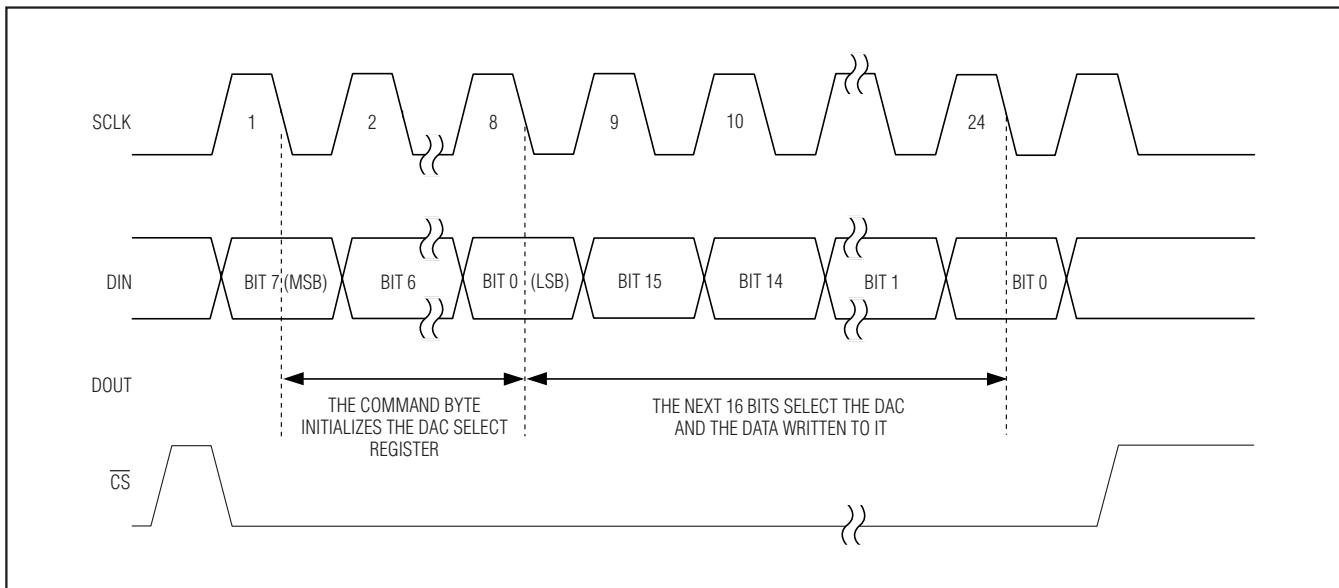 SCLK
1 2 8 9 10 24
DIN
BIT 7 (MSB) BIT 6 BIT 0 (LSB) BIT 15 BIT 14 BIT 1 BIT 0
DOUT
THE COMMAND BYTE
INITIALIZES THE DAC SELECT
REGISTER
THE NEXT 16 BITS SELECT THE DAC
AND THE DATA WRITTEN TO IT
CS